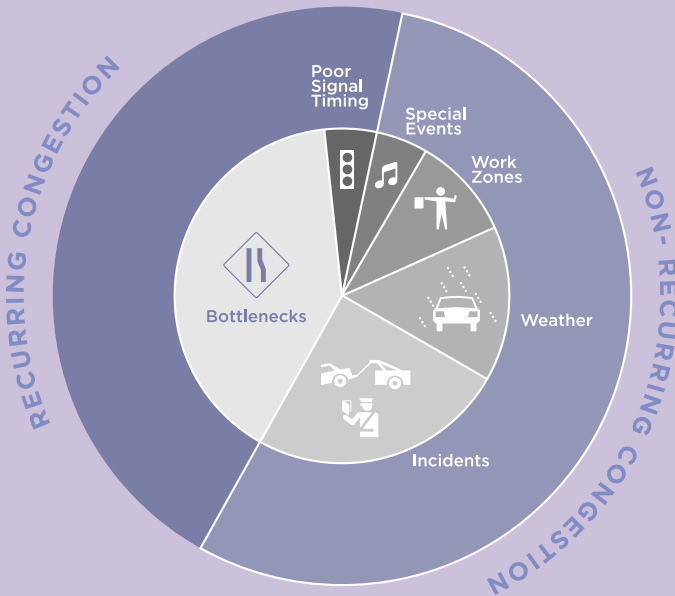 RECURRING CONGESTION
Poor
Signal
Timing
Special
Events
Work
Zones
Weather
Incidents
Bottlenecks
NON- RECURRING CONGESTION